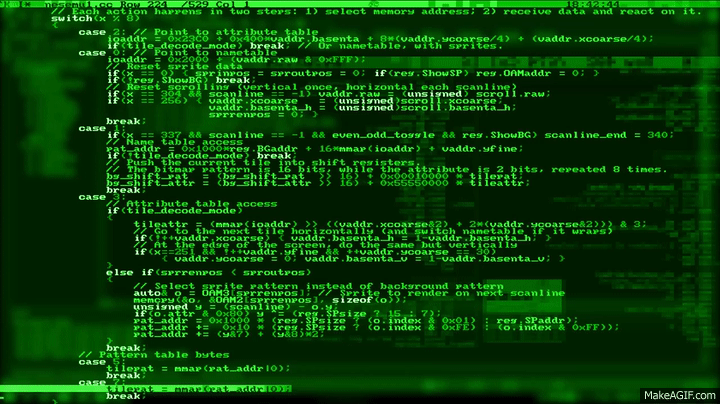 nesemu1.cc Row 224 /529 Col 1 18:42:44
// Each action happens in two steps: 1) select memory address; 2) receive data and react on it.
switch(x % 8)
{
case 2: // Point to attribute table
ioaddr = 0x23C0 + 0x400*vaddr.basenta + 8*(vaddr.ycoarse/4) + (vaddr.xcoarse/4);
if(tile_decode_mode) break; // Or nametable, with sprites.
case 0: // Point to nametable
ioaddr = 0x2000 + (vaddr.raw & 0xFFF);
// Reset sprite data
if(x == 0) { sprinpos = sproutpos = 0; if(reg.ShowSP) reg.OAMaddr = 0; }
if(!reg.ShowBG) break;
// Reset scrolling (vertical once, horizontal each scanline)
if(x == 304 && scanline == -1) vaddr.raw = (unsigned) scroll.raw;
if(x == 256) { vaddr.xcoarse = (unsigned)scroll.xcoarse;
vaddr.basenta_h = (unsigned)scroll.basenta_h;
sprrenpos = 0; }
break;
case 1:
if(x == 337 && scanline == -1 && even_odd_toggle && reg.ShowBG) scanline_end = 340;
// Name table access
pat_addr = 0x1000*reg.BGaddr + 16*mmap(ioaddr) + vaddr.yfine;
if(!tile_decode_mode) break;
// Push the current tile into shift registers.
// The bitmap pattern is 16 bits, while the attribute is 2 bits, repeated 8 times.
bg_shift_pat = (bg_shift_pat >> 16) + 0x00010000 * tilepat;
bg_shift_attr = (bg_shift_attr >> 16) + 0x55550000 * tileattr;
break;
case 3:
// Attribute table access
if(tile_decode_mode)
{
tileattr = (mmap(ioaddr) >> ((vaddr.xcoarse&2) + 2*(vaddr.ycoarse&2))) & 3;
// Go to the next tile horizontally (and switch nametable if it wraps)
if(!++vaddr.xcoarse) { vaddr.basenta_h = 1-vaddr.basenta_h; }
// At the edge of the screen, do the same but vertically
if(x==251 && !++vaddr.yfine && ++vaddr.ycoarse == 30)
{ vaddr.ycoarse = 0; vaddr.basenta_v = 1-vaddr.basenta_v; }
}
else if(sprrenpos < sproutpos)
{
// Select sprite pattern instead of background pattern
auto& o = OAM3[sprrenpos]; // Sprite to render on next scanline
memcpy(&o, &OAM2[sprrenpos], sizeof(o));
unsigned y = (scanline) - o.y;
if(o.attr & 0x80) y ^= (reg.SPsize ? 15 : 7);
pat_addr = 0x1000 * (reg.SPsize ? (o.index & 0x01) : reg.SPaddr);
pat_addr += 0x10 * (reg.SPsize ? (o.index & 0xFE) : (o.index & 0xFF));
pat_addr += (y&7) + (y&8)*2;
}
break;
// Pattern table bytes
case 5:
tilepat = mmap(pat_addr|0);
break;
case 7:
tilepat = mmap(pat_addr|0);
break;
MakeAGIF.com